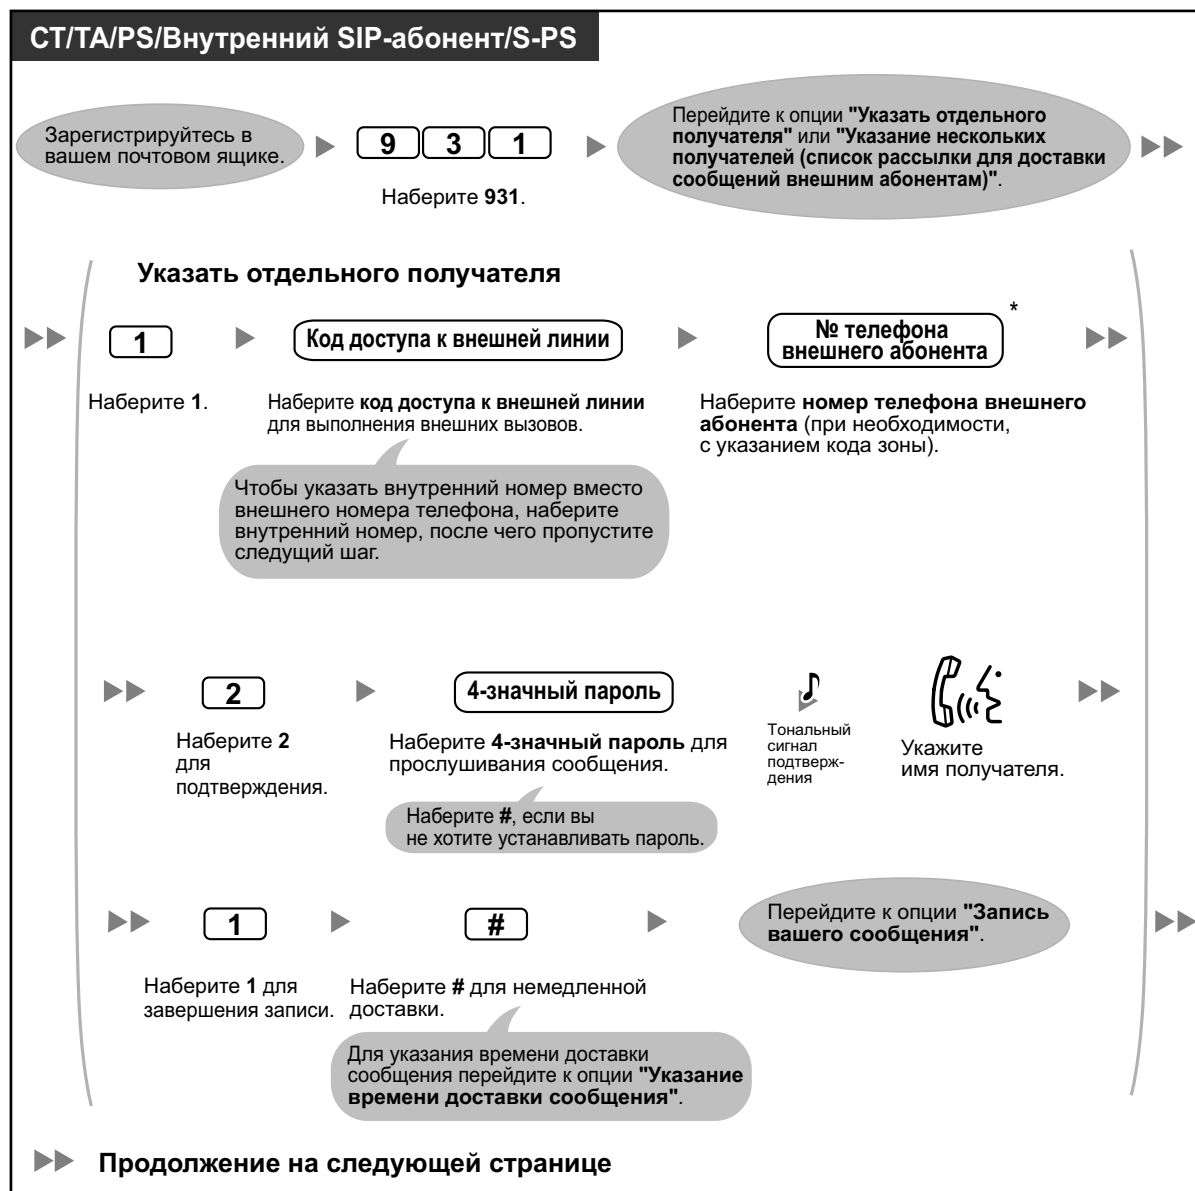 СТ/ТА/PS/Внутренний SIP-абонент/S-PS
Зарегистрируйтесь в
вашем почтовом ящике.
9 3 1
Наберите 931.
Перейдите к опции "Указать отдельного
получателя" или "Указание нескольких
получателей (список рассылки для доставки
сообщений внешним абонентам)".
Указать отдельного получателя
1
Наберите 1.
Код доступа к внешней линии
Наберите код доступа к внешней линии
для выполнения внешних вызовов.
Чтобы указать внутренний номер вместо
внешнего номера телефона, наберите
внутренний номер, после чего пропустите
следущий шаг.
№ телефона
внешнего абонента
*
Наберите номер телефона внешнего
абонента (при необходимости,
с указанием кода зоны).
2
Наберите 2
для
подтверждения.
4-значный пароль
Наберите 4-значный пароль для
прослушивания сообщения.
Наберите #, если вы
не хотите устанавливать пароль.
Тональный
сигнал
подтверж-
дения
Укажите
имя получателя.
1
Наберите 1 для
завершения записи.
#
Наберите # для немедленной
доставки.
Для указания времени доставки
сообщения перейдите к опции "Указание
времени доставки сообщения".
Перейдите к опции "Запись
вашего сообщения".
Продолжение на следующей странице